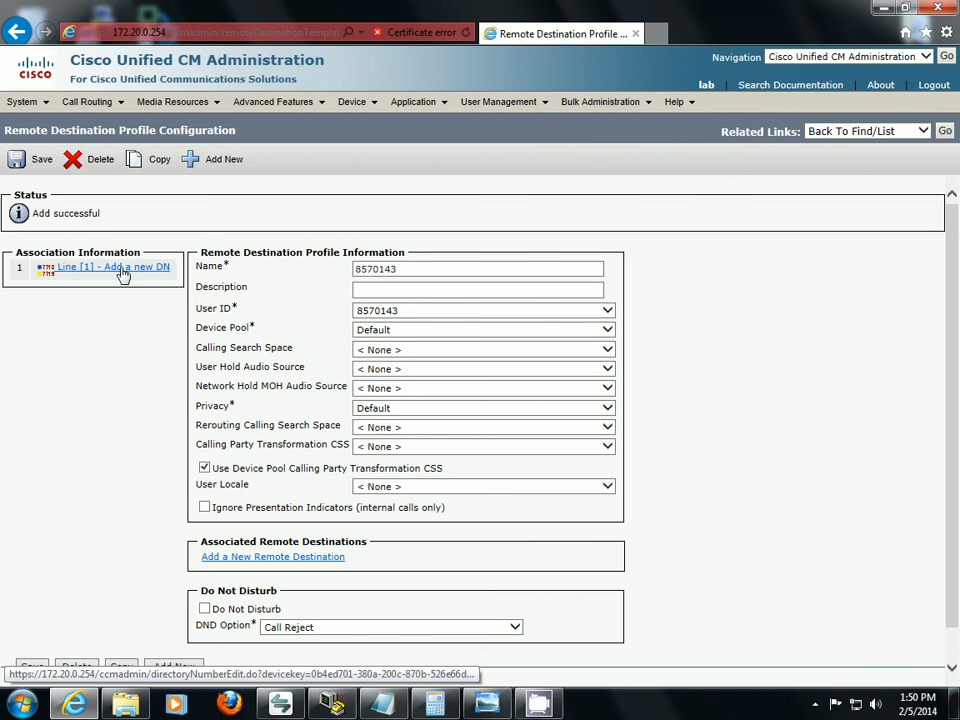 172.20.0.254/ccmadmin/remoteDestinationTempla
Certificate error
Remote Destination Profile ...
CISCO
Cisco Unified CM Administration
For Cisco Unified Communications Solutions
Navigation Cisco Unified CM Administration Go
lab Search Documentation About Logout
System Call Routing Media Resources Advanced Features Device Application User Management Bulk Administration Help
Remote Destination Profile Configuration
Related Links: Back To Find/List Go
Save Delete Copy Add New
Status
Add successful
Association Information
1 Line [1] - Add a new DN
Remote Destination Profile Information
Name* 8570143
Description
User ID* 8570143
Device Pool* Default
Calling Search Space < None >
User Hold Audio Source < None >
Network Hold MOH Audio Source < None >
Privacy* Default
Rerouting Calling Search Space < None >
Calling Party Transformation CSS < None >
Use Device Pool Calling Party Transformation CSS
User Locale < None >
Ignore Presentation Indicators (internal calls only)
Associated Remote Destinations
Add a New Remote Destination
Do Not Disturb
Do Not Disturb
DND Option* Call Reject
Save Delete Copy Add New
https://172.20.0.254/ccmadmin/directoryNumberEdit.do?devicekey=0b4ed701-380a-200c-870b-526e66d...
1:50 PM
2/5/2014